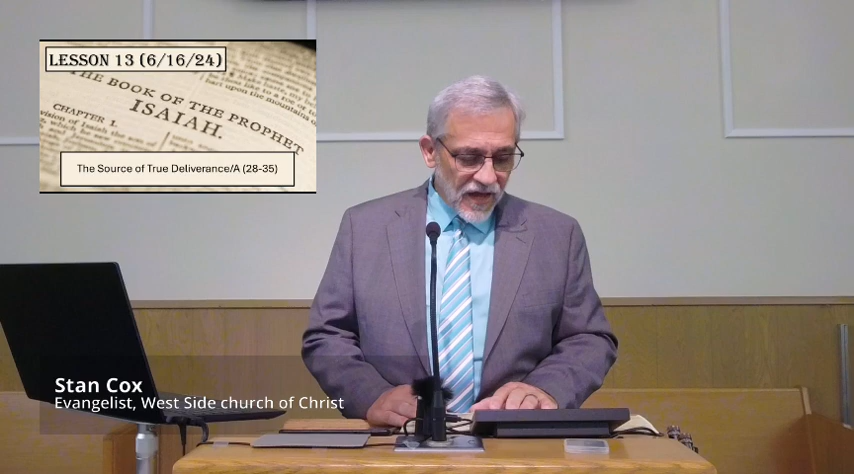 LESSON 13 (6/16/24)
THE BOOK OF THE PROPHET
ISAIAH.
CHAPTER 1.
The Source of True Deliverance/A (28-35)
Stan Cox
Evangelist, West Side church of Christ